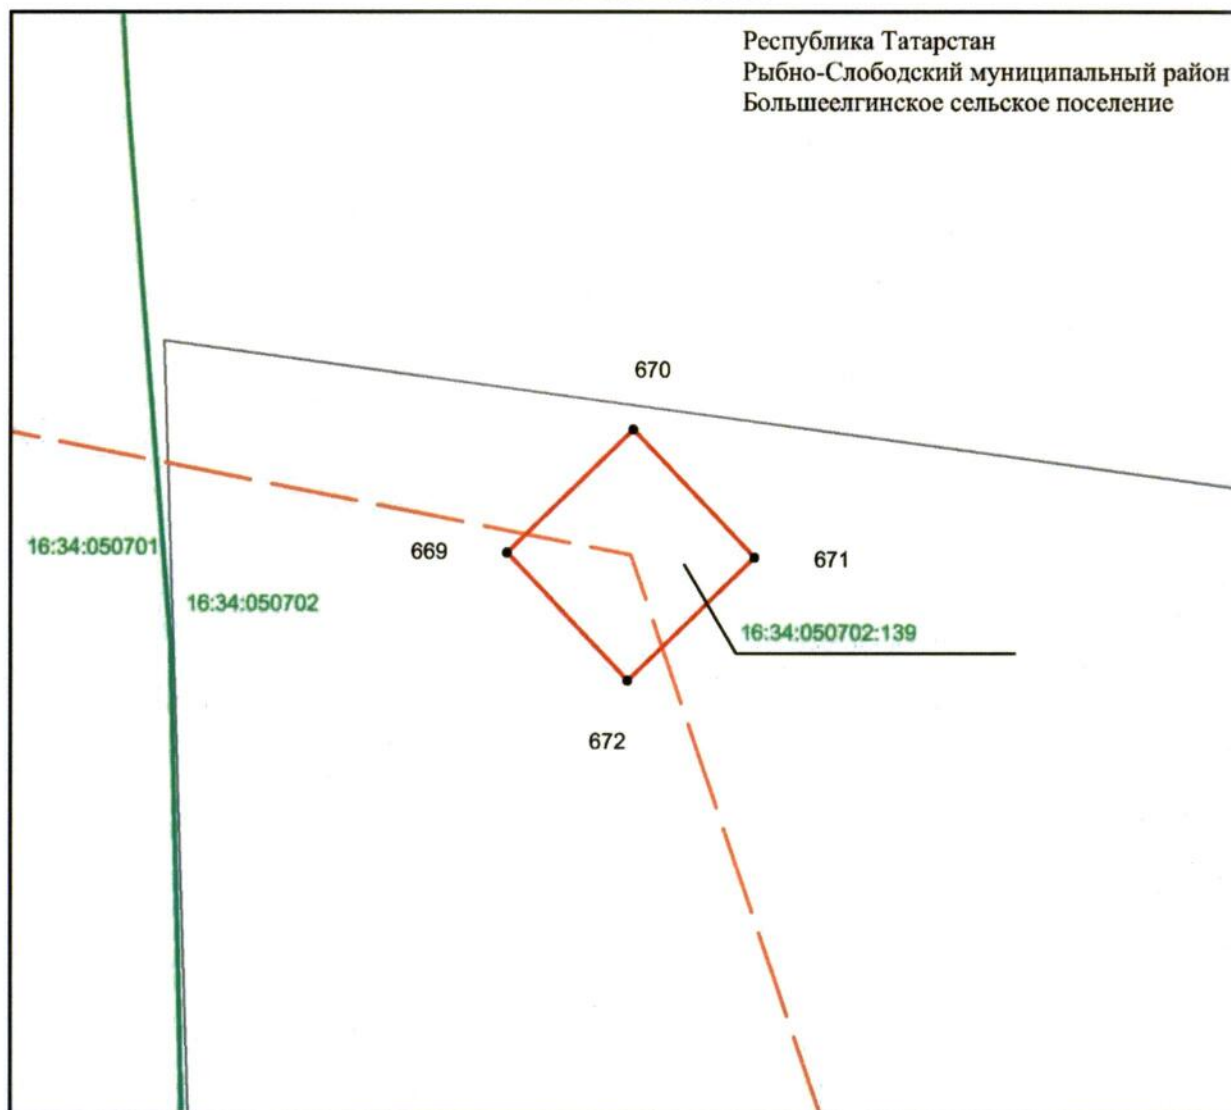 Республика Татарстан
Рыбно-Слободский муниципальный район
Большеелгинское сельское поселение
670
669
671
16:34:050701
16:34:050702
16:34:050702:139
672